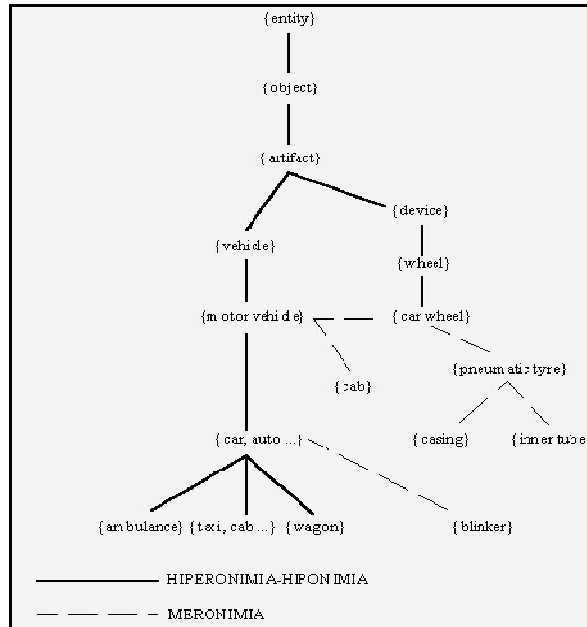 {entity}
{object}
{artifact}
{device}
{vehicle}
{wheel}
{motor vehicle}
{car wheel}
{pneumatic tyre}
{cab}
{car, auto ...}
{casing}
{inner tube}
{ambulance}
{taxi, cab ...}
{wagon}
{blinker}
HIPERONIMIA-HIPONIMIA
MERONIMIA